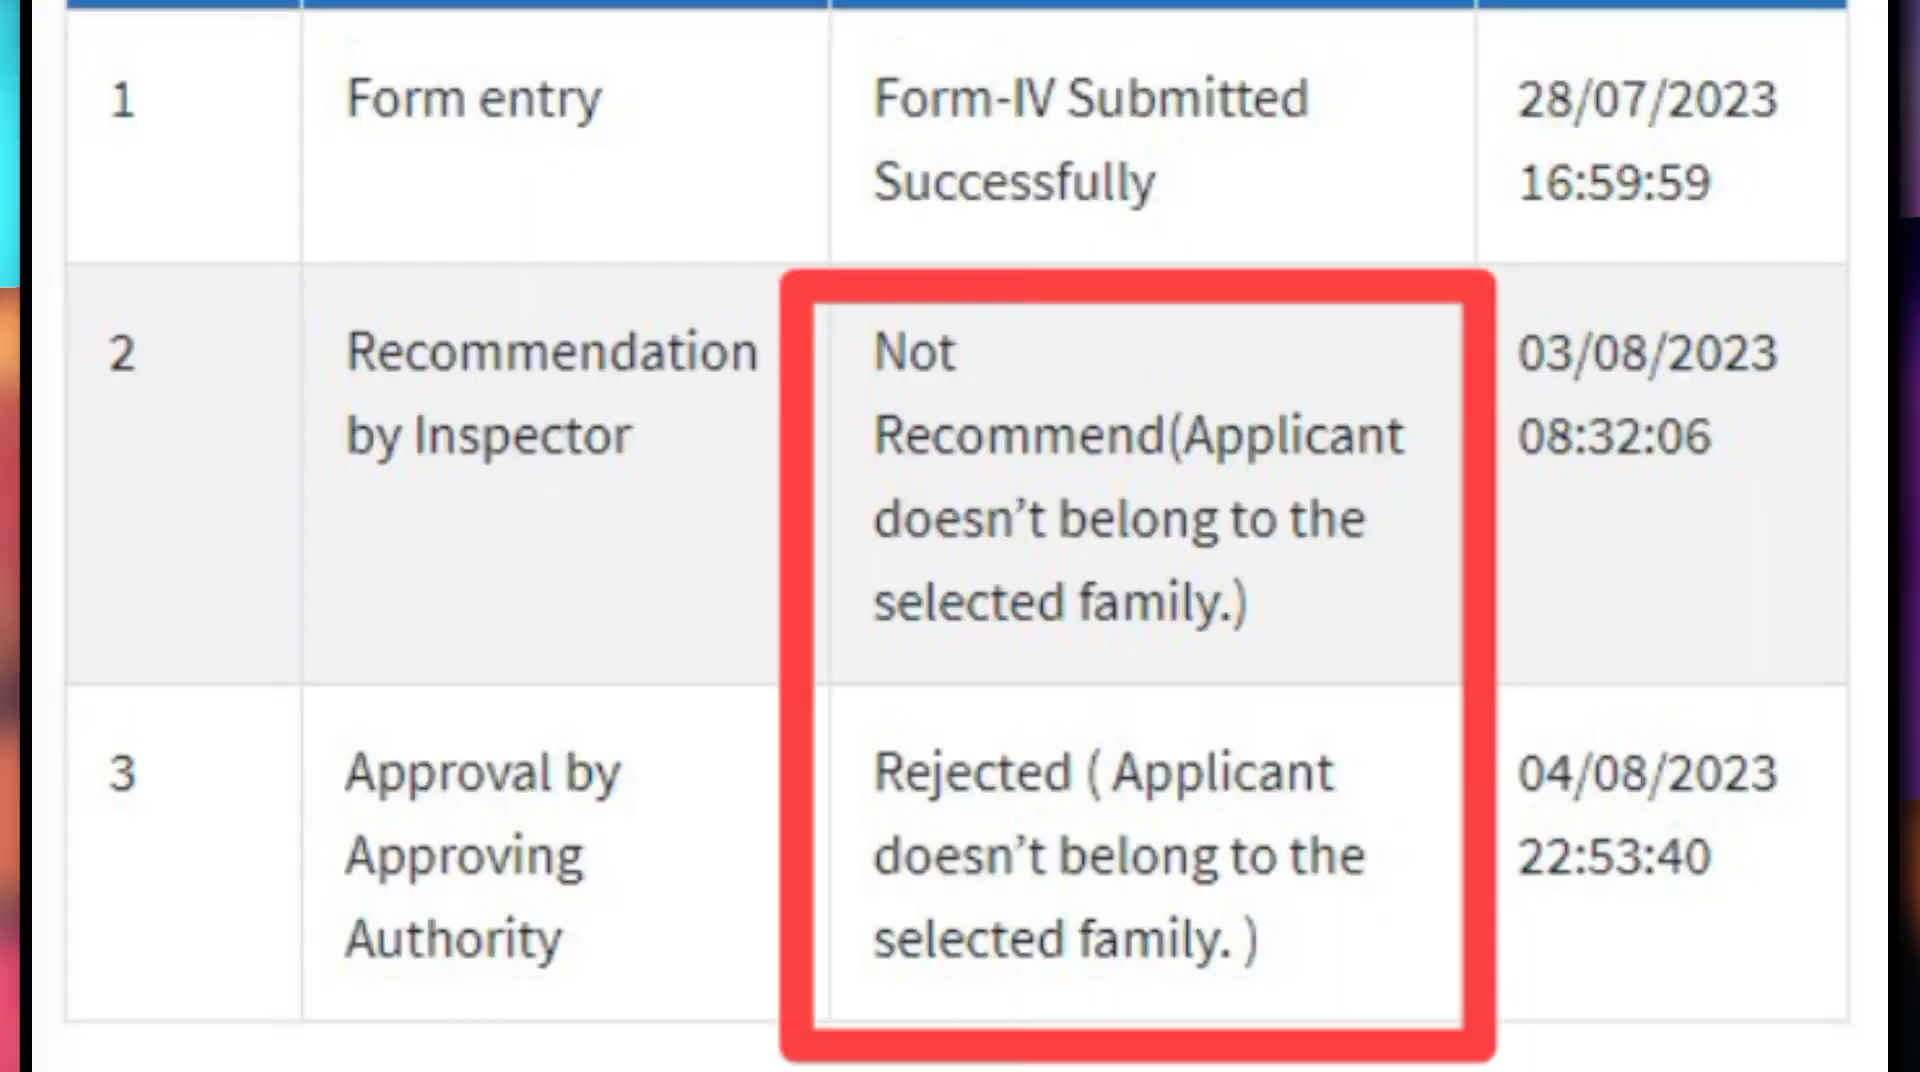 1
Form entry
Form-IV Submitted
Successfully
28/07/2023
16:59:59
2
Recommendation
by Inspector
Not
Recommend(Applicant
doesn’t belong to the
selected family.)
03/08/2023
08:32:06
3
Approval by
Approving
Authority
Rejected ( Applicant
doesn’t belong to the
selected family. )
04/08/2023
22:53:40